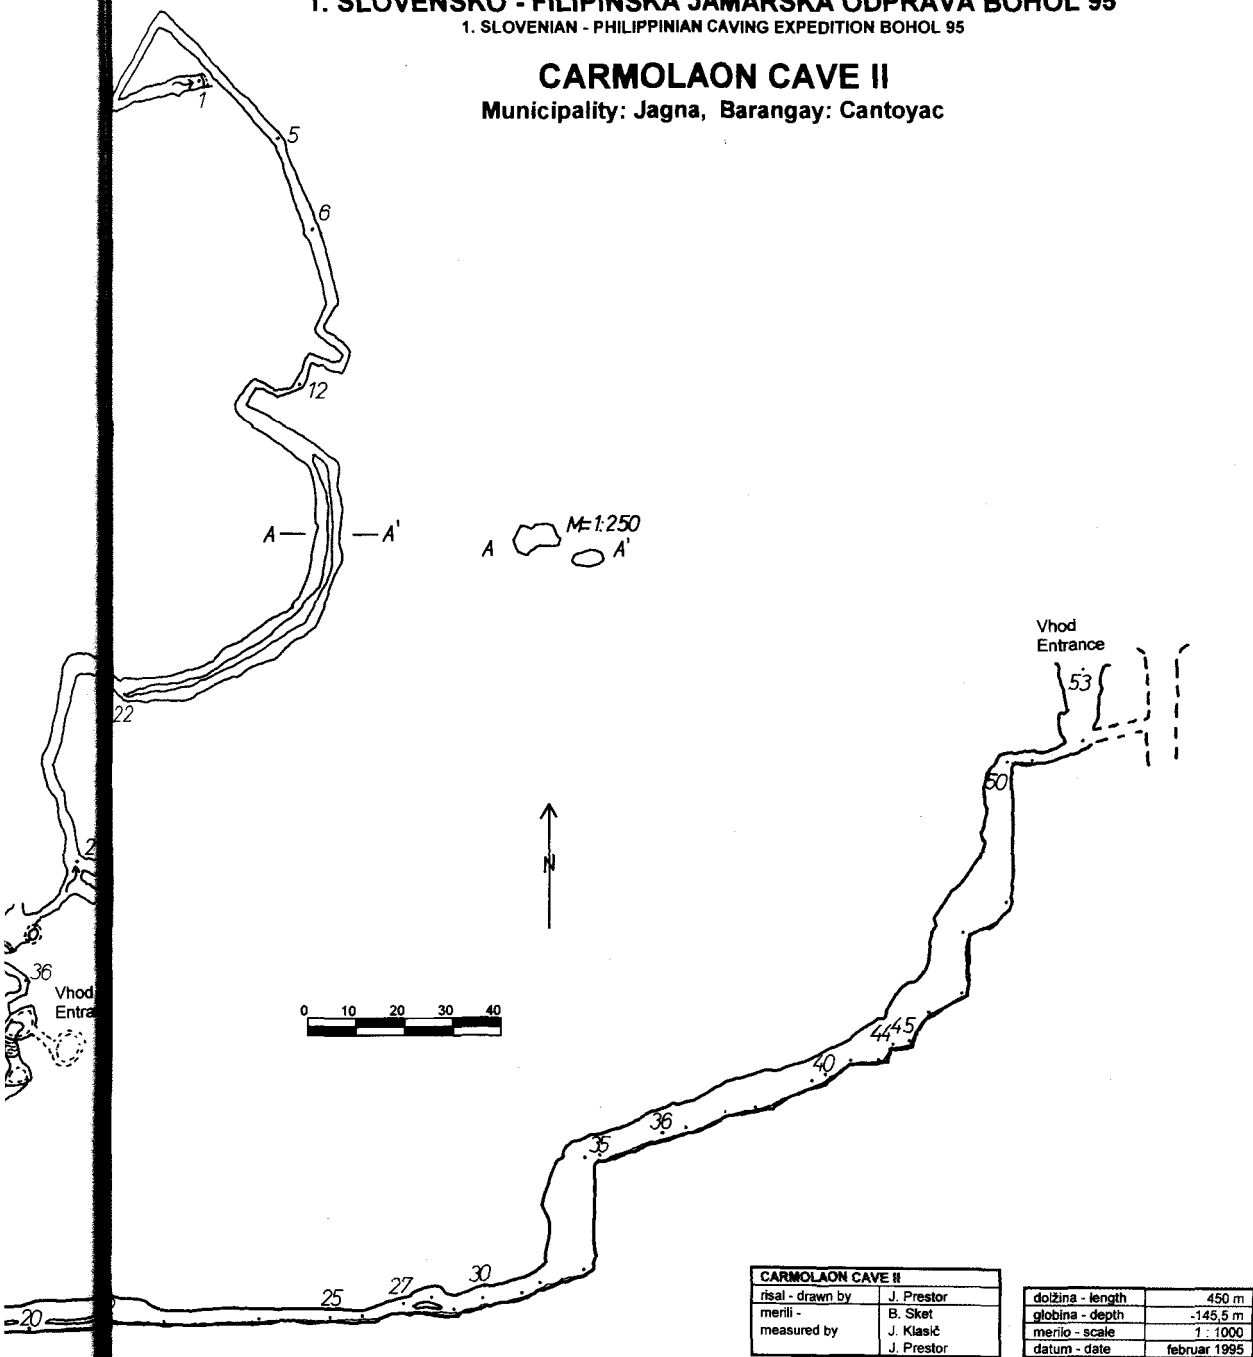 1. SLOVENSKO - FILIPINSKA JAMARSKA ODPRAVA BOHOL 95
1. SLOVENIAN - PHILIPPINIAN CAVING EXPEDITION BOHOL 95
CARMOLAON CAVE II
Municipality: Jagna, Barangay: Cantoyac
1
5
6
12
A
A'
M=1:250
A
A'
Vhod
Entrance
53
22
50
2
N
36
Vhod
Entra
0 10 20 30 40
44 45
40
36
35
30
27
25
20
CARMOLAON CAVE II
risal - drawn by J. Prestor
merili - B. Sket
measured by J. Klasič
J. Prestor
dolžina - length 450 m
globina - depth -145,5 m
merilo - scale 1 : 1000
datum - date februar 1995